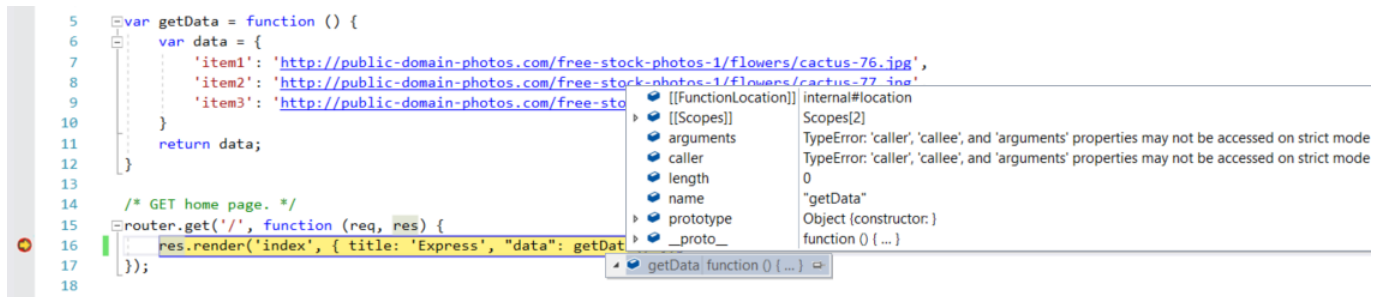 5 var getData = function () {
6 var data = {
7 'item1': 'http://public-domain-photos.com/free-stock-photos-1/flowers/cactus-76.jpg',
8 'item2': 'http://public-domain-photos.com/free-stock-photos-1/flowers/cactus-77.jpg'
9 'item3': 'http://public-domain-photos.com/free-sto
[[FunctionLocation]] internal#location
10 }
[[Scopes]] Scopes[2]
11 return data;
arguments TypeError: 'caller', 'callee', and 'arguments' properties may not be accessed on strict mode
12 }
caller TypeError: 'caller', 'callee', and 'arguments' properties may not be accessed on strict mode
13
length 0
14 /* GET home page. */
name "getData"
15 router.get('/', function (req, res) {
prototype Object {constructor: }
16 res.render('index', { title: 'Express', "data": getDat
__proto__ function () { ... }
17 });
getData function () { ... }
18